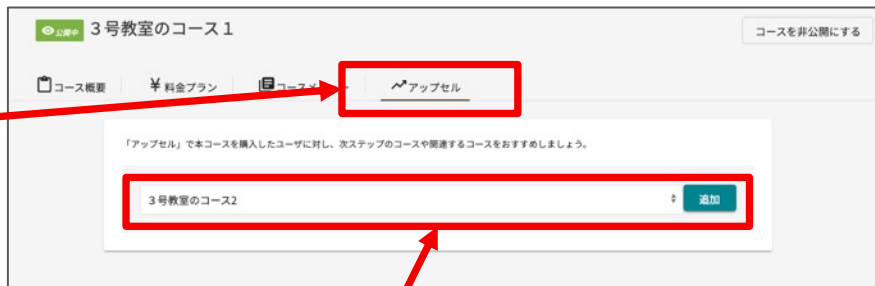 公開中 3号教室のコース1 コースを非公開にする
コース概要 ¥ 料金プラン コースメ アップセル
「アップセル」で本コースを購入したユーザに対し、次ステップのコースや関連するコースをおすすめしましょう。
3号教室のコース2 追加